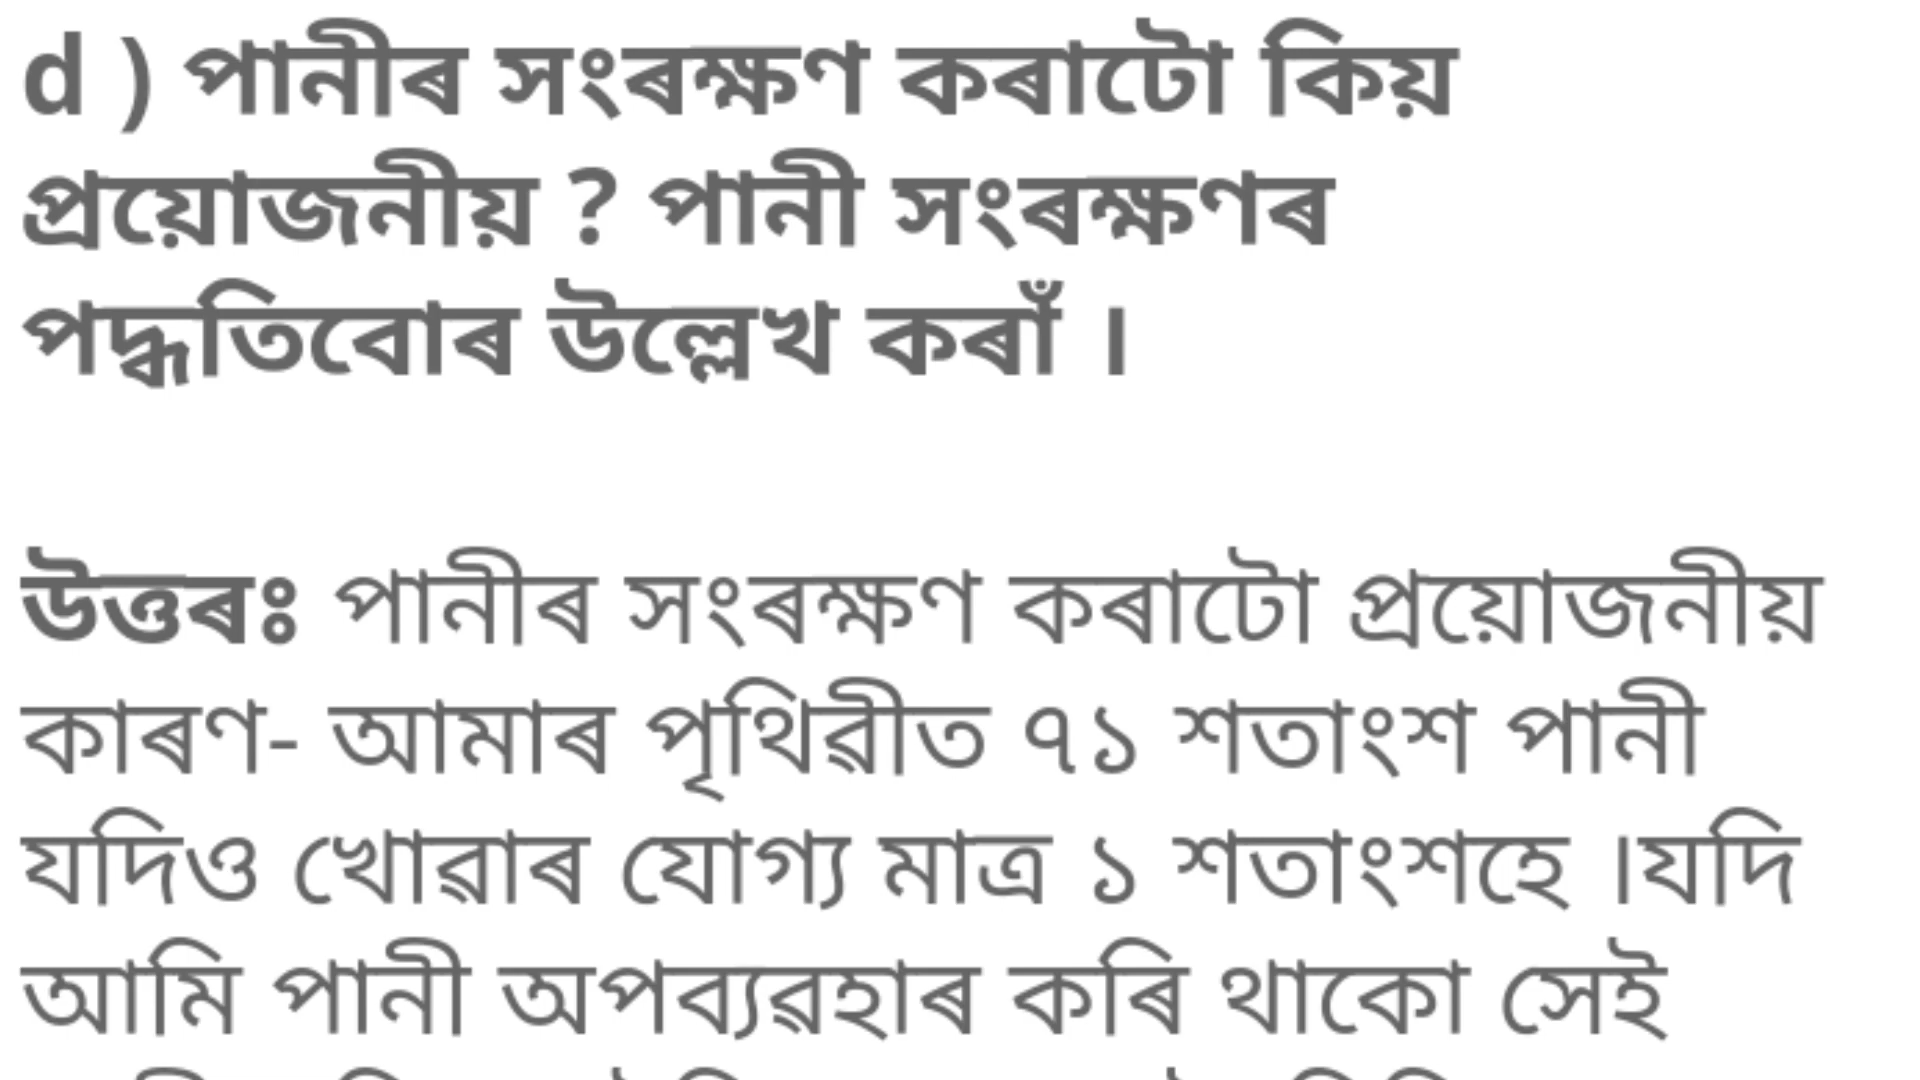 d ) পানীৰ সংৰক্ষণ কৰাটো কিয়
প্ৰয়োজনীয় ? পানী সংৰক্ষণৰ
পদ্ধতিবোৰ উল্লেখ কৰাঁ ।
উত্তৰঃ পানীৰ সংৰক্ষণ কৰাটো প্ৰয়োজনীয়
কাৰণ- আমাৰ পৃথিৱীত ৭১ শতাংশ পানী
যদিও খোৱাৰ যোগ্য মাত্ৰ ১ শতাংশহে ।যদি
আমি পানী অপব্যৱহাৰ কৰি থাকো সেই